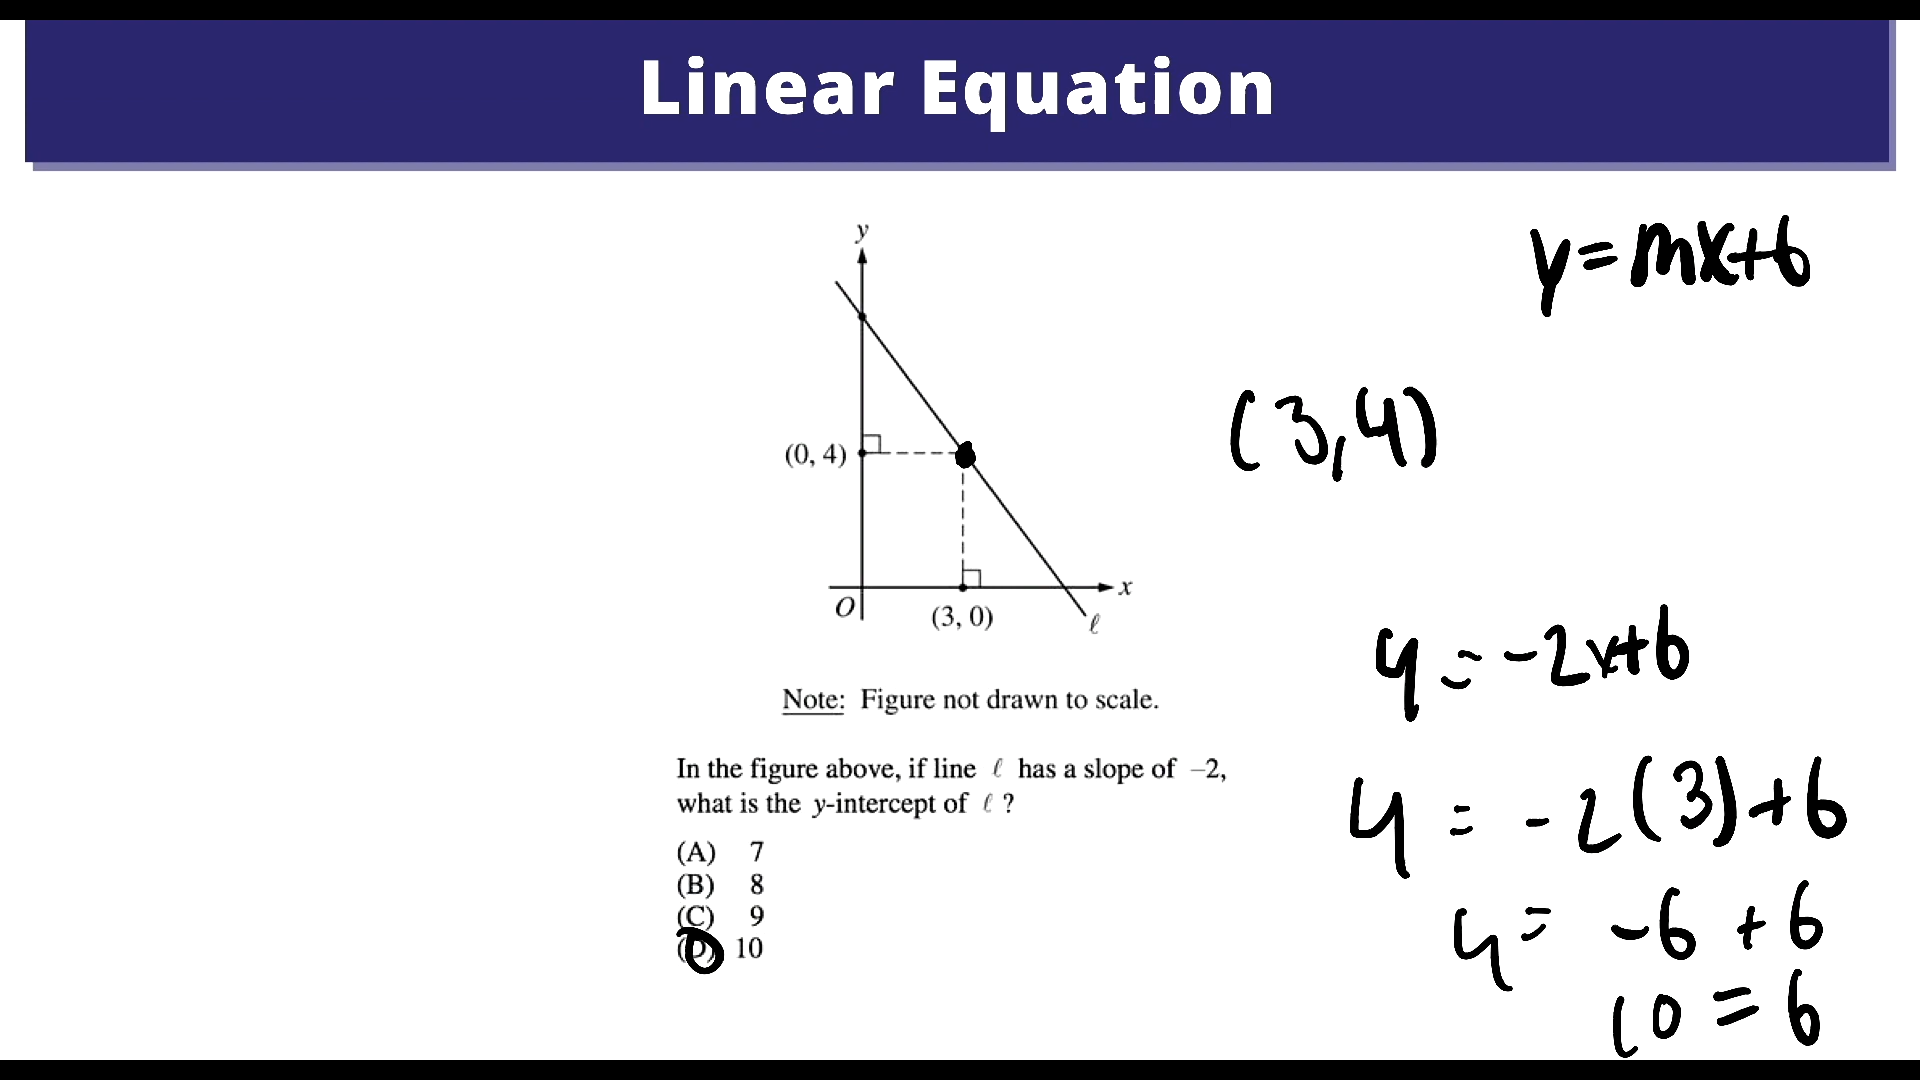 Linear Equation
y
(0, 4)
O
(3, 0)
x
ℓ
Note: Figure not drawn to scale.
In the figure above, if line ℓ has a slope of –2,
what is the y-intercept of ℓ ?
(A) 7
(B) 8
(C) 9
(D) 10
y=mx+b
(3,4)
y=-2x+b
4=-2(3)+b
4=-6+b
10=b